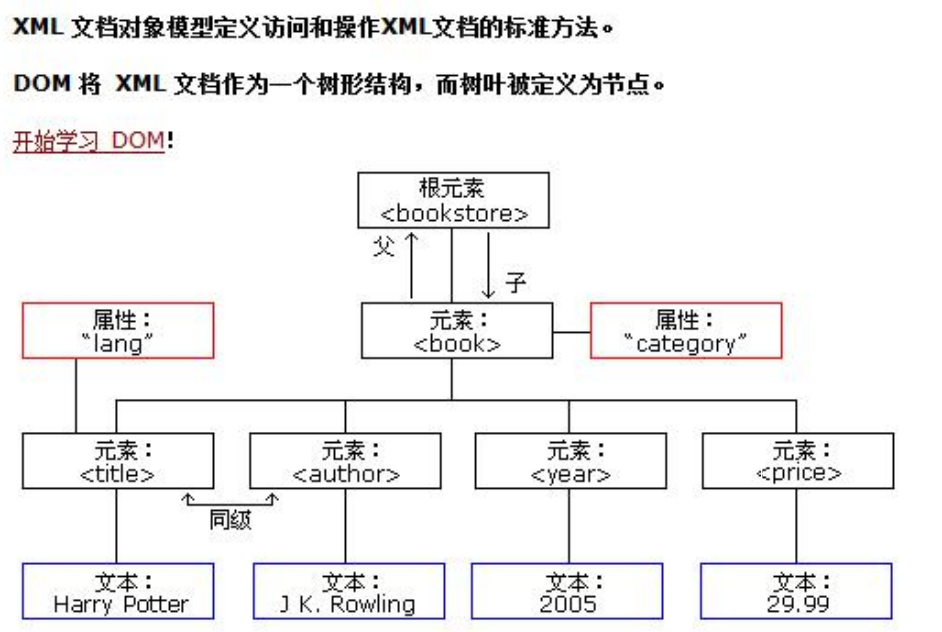 XML 文档对象模型定义访问和操作XML文档的标准方法。
DOM 将 XML 文档作为一个树形结构，而树叶被定义为节点。
开始学习 DOM!
根元素
<bookstore>
父
子
属性：
“lang”
元素：
<book>
属性：
“category”
元素：
<title>
元素：
<author>
元素：
<year>
元素：
<price>
同级
文本：
Harry Potter
文本：
J K. Rowling
文本：
2005
文本：
29.99